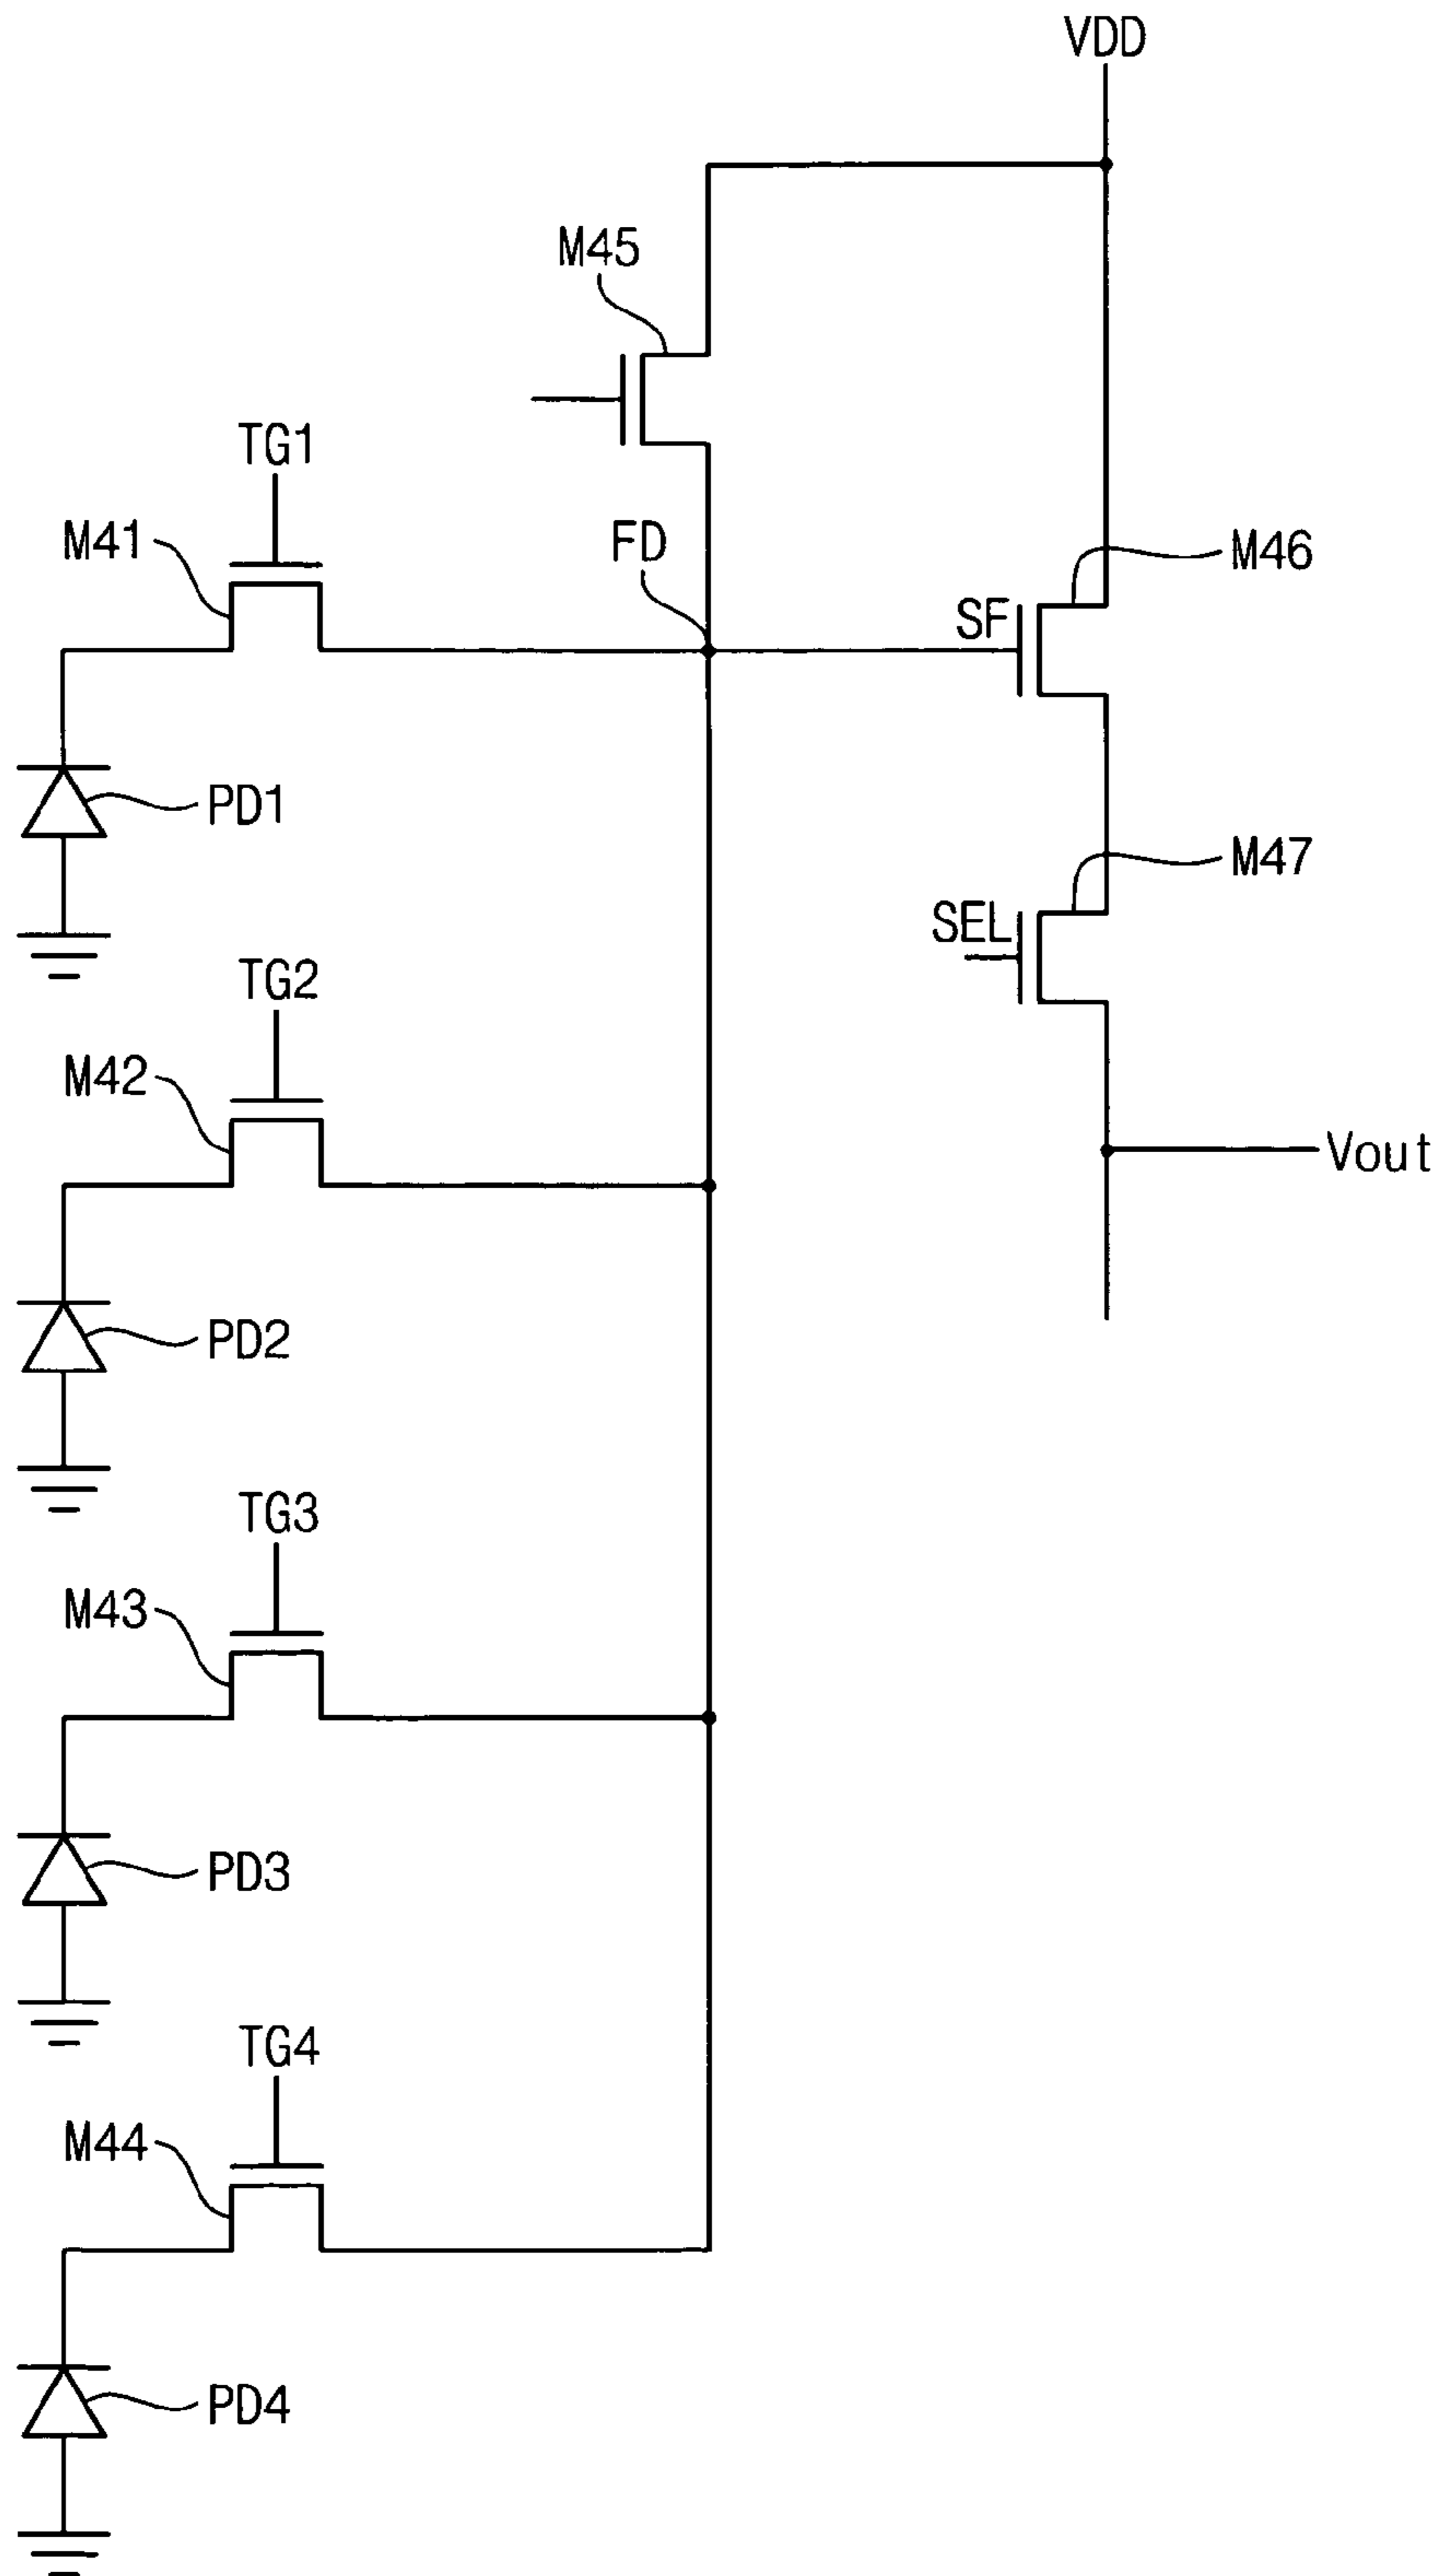 VDD
M45
TG1
M41
FD
M46
SF
PD1
M47
SEL
TG2
M42
Vout
PD2
TG3
M43
PD3
TG4
M44
PD4